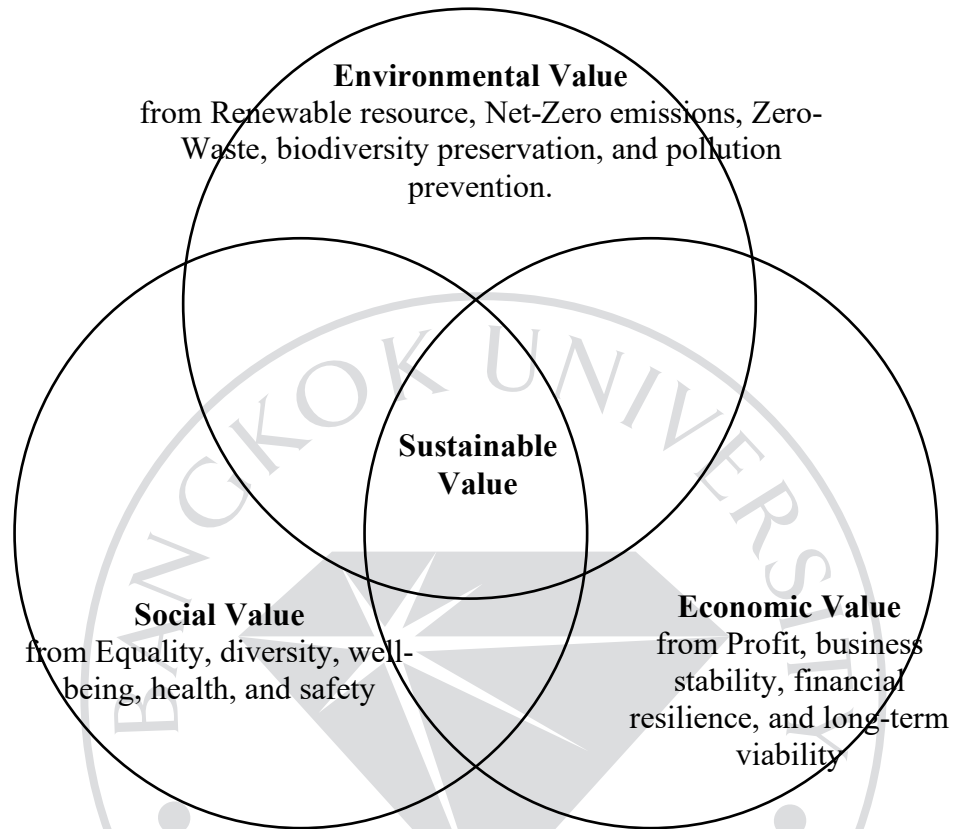 Environmental Value
from Renewable resource, Net-Zero emissions, Zero-
Waste, biodiversity preservation, and pollution
prevention.
BANGKOK UNIVERSITY
Sustainable
Value
Social Value
from Equality, diversity, well-
being, health, and safety
Economic Value
from Profit, business
stability, financial
resilience, and long-term
viability